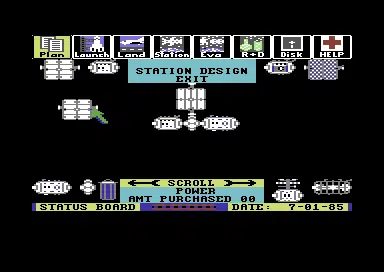 Plan Launch Land Station Eva R+D Disk HELP
STATION DESIGN
EXIT
SCROLL
POWER
AMT PURCHASED 00
STATUS BOARD DATE: 7-01-85